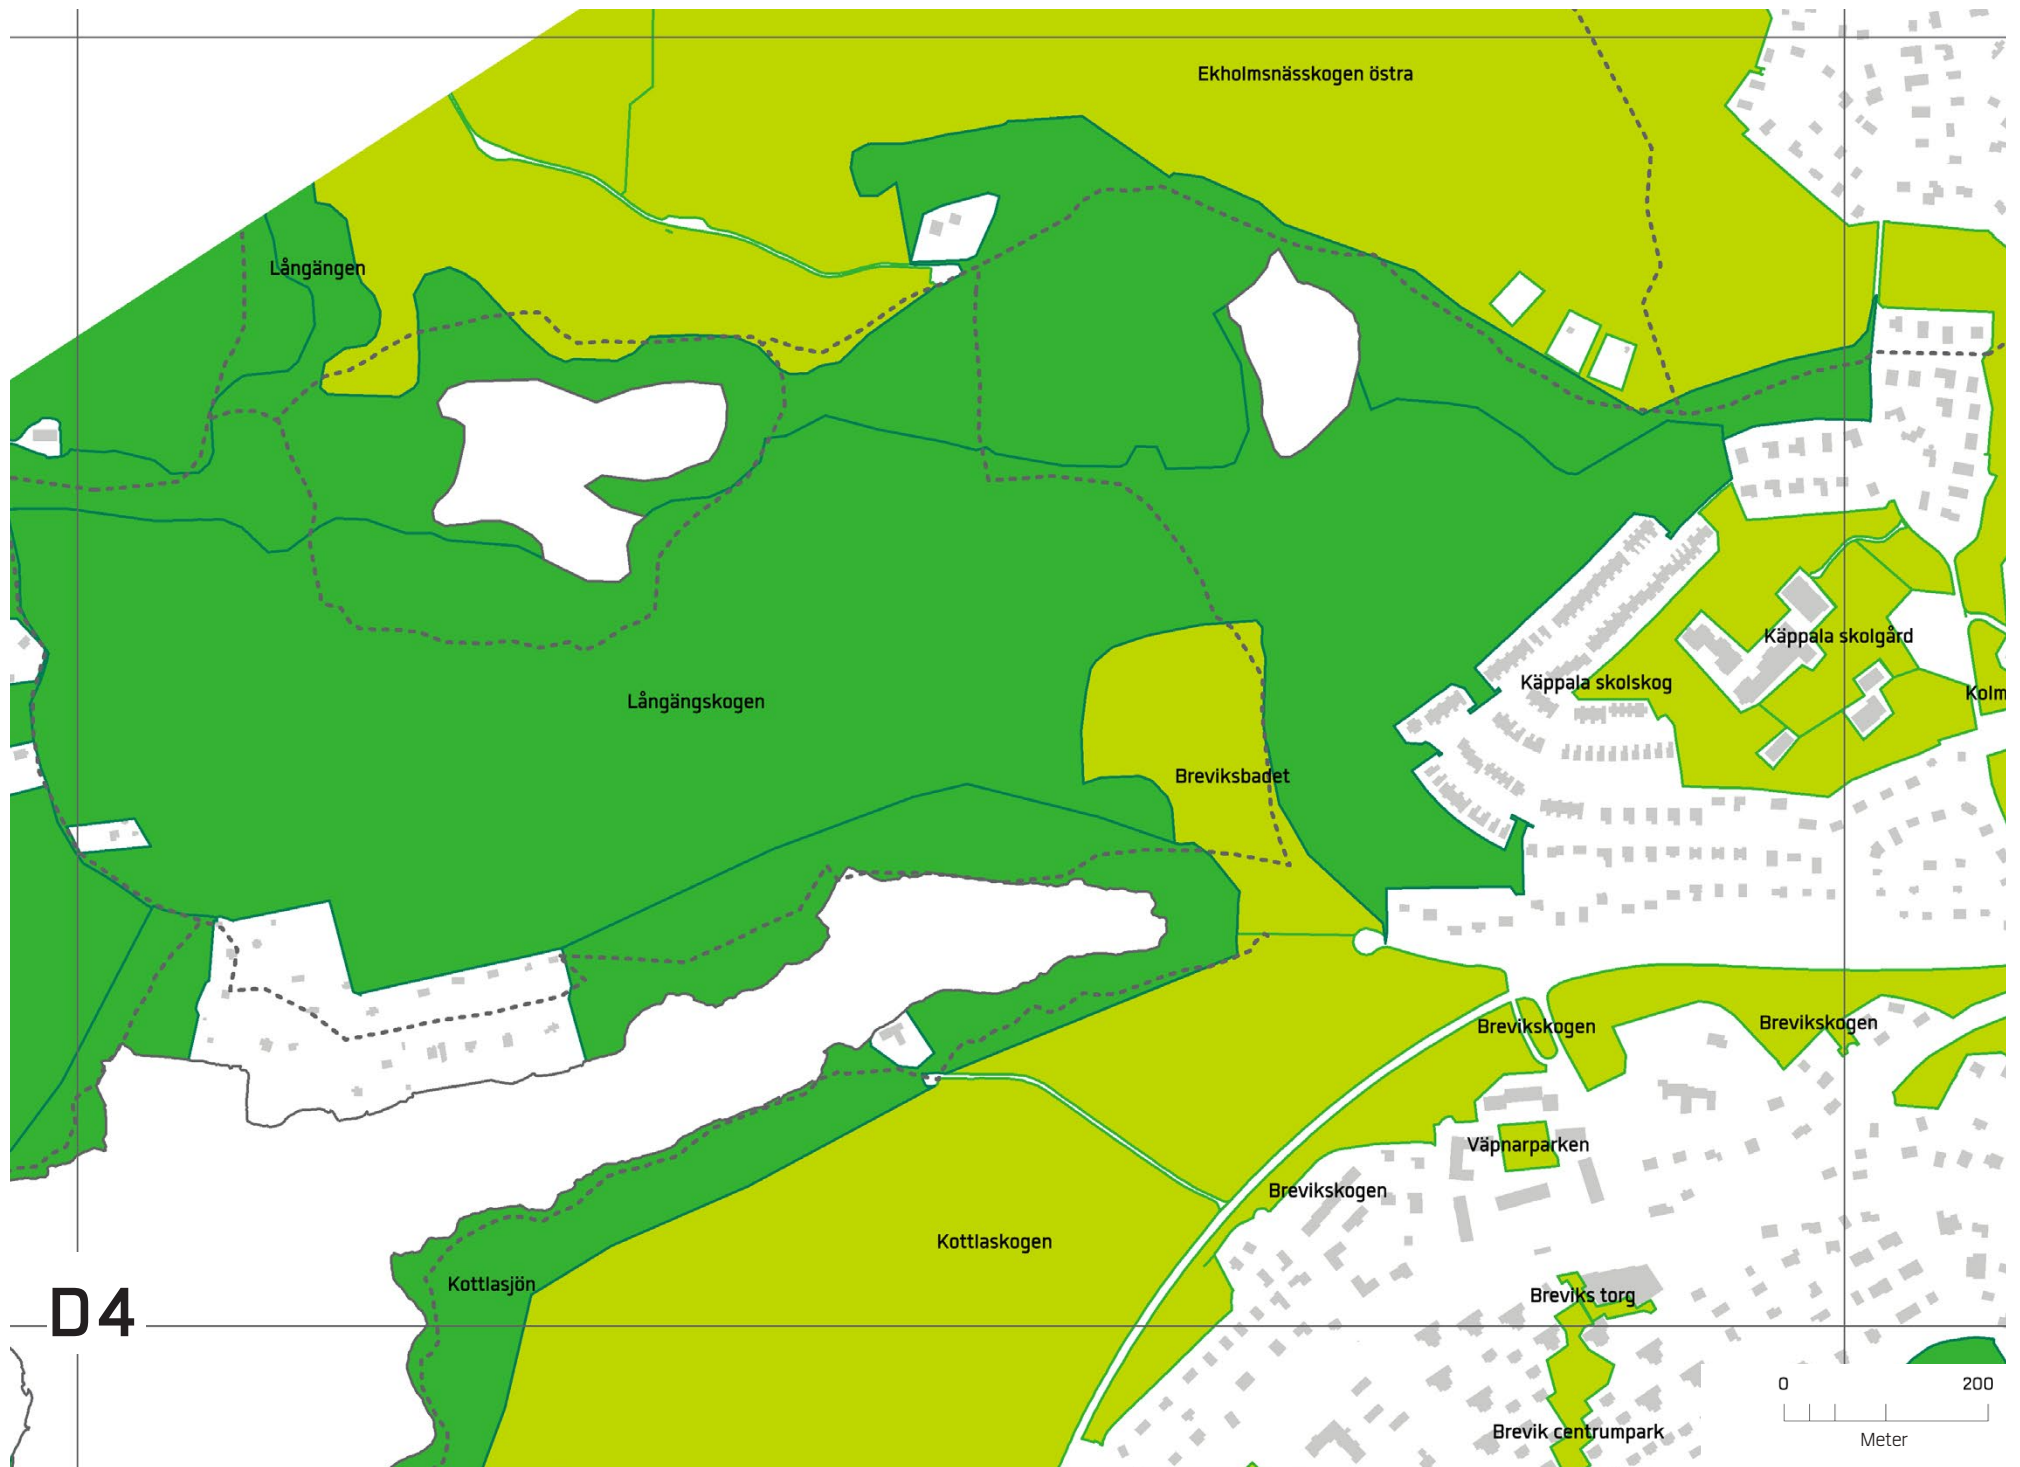 Ekholmsnässkogen östra
Långängen
Käppala skolgård
Käppala skolskog
Kolm
Långängskogen
Breviksbadet
Brevikskogen
Brevikskogen
Väpnarparken
Brevikskogen
Kottlaskogen
Kottlasjön
Breviks torg
D4
0 200
Meter
Brevik centrumpark